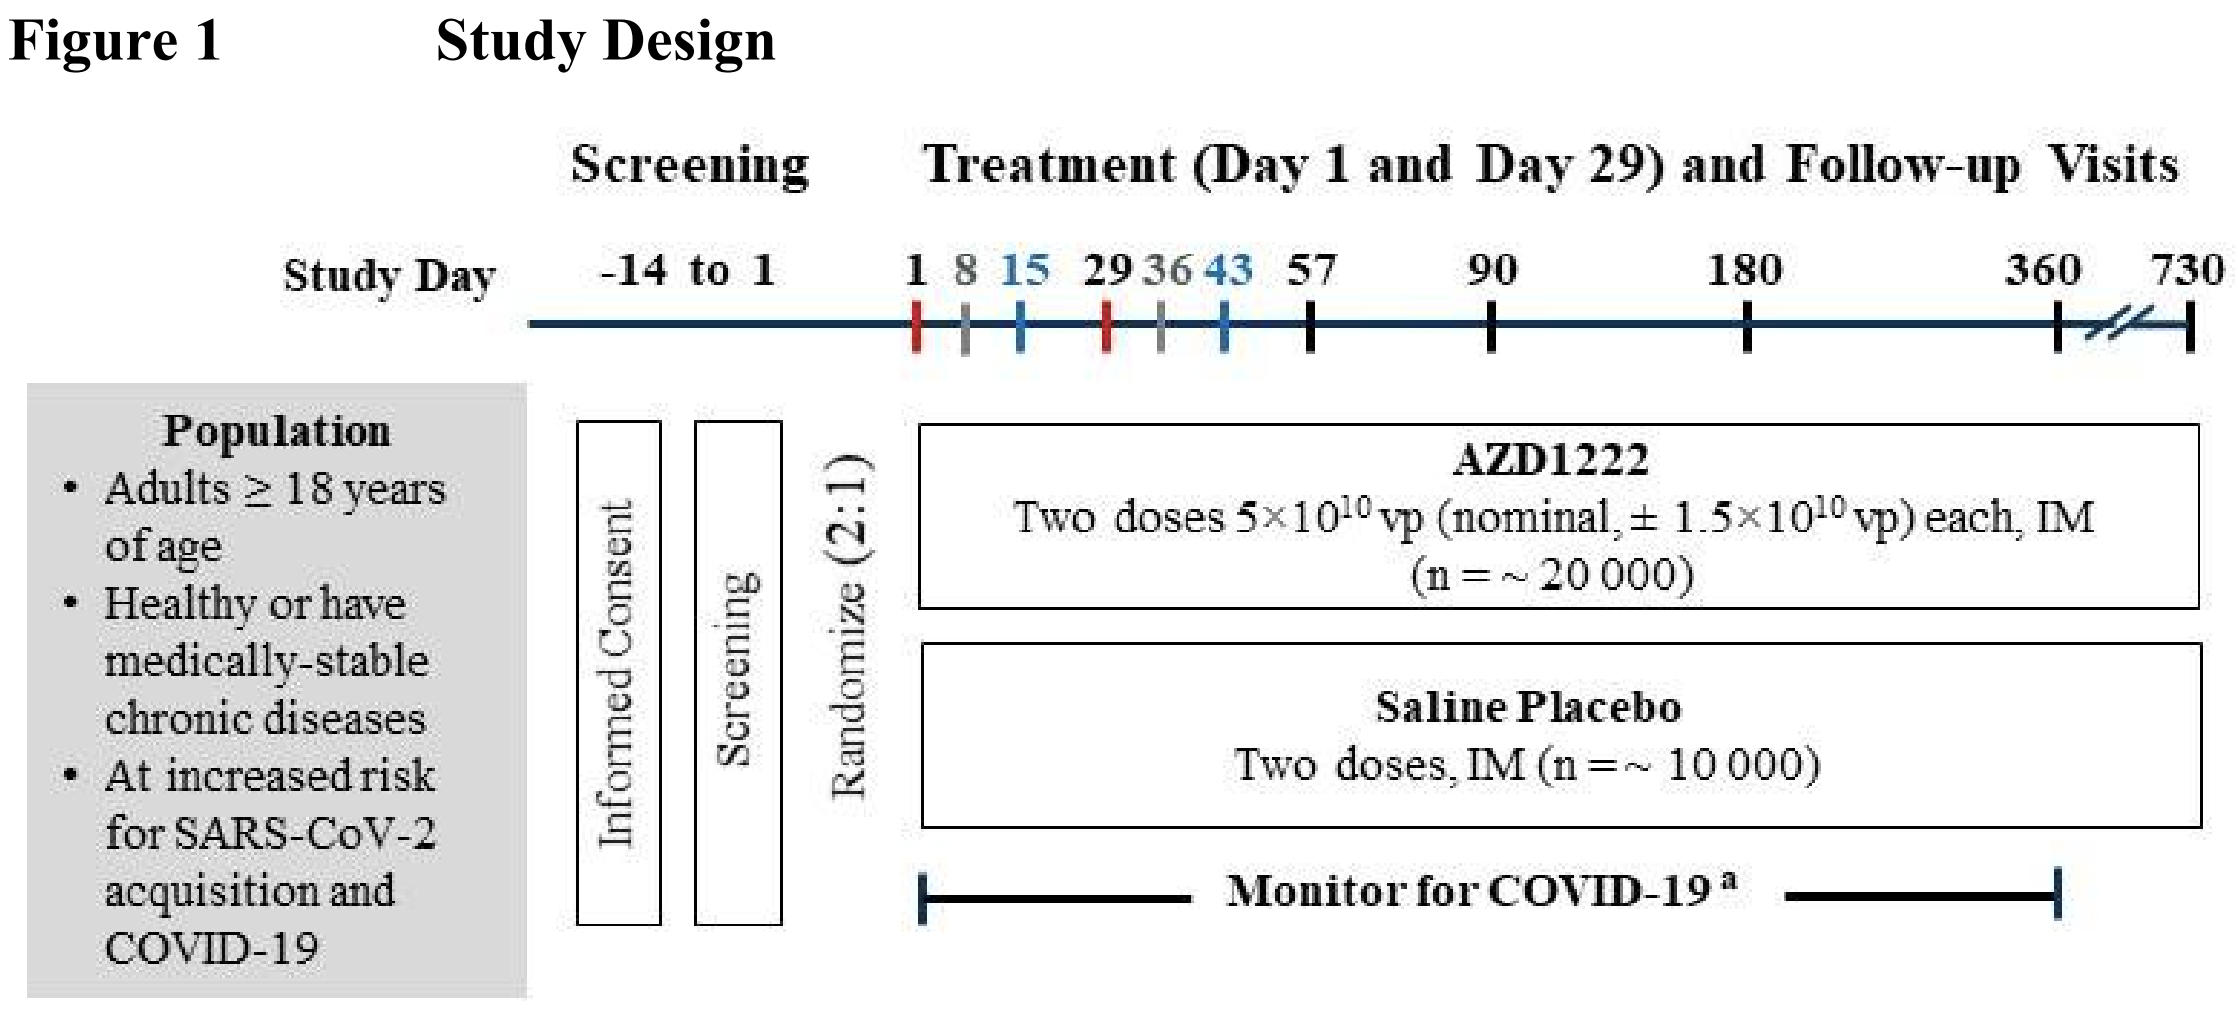 Figure 1 Study Design
Screening Treatment (Day 1 and Day 29) and Follow-up Visits
Study Day -14 to 1 1 8 15 29 36 43 57 90 180 360 730
Population
• Adults ≥ 18 years
of age
• Healthy or have
medically-stable
chronic diseases
• At increased risk
for SARS-CoV-2
acquisition and
COVID-19
Informed Consent
Screening
Randomize (2:1)
AZD1222
Two doses 5×10¹⁰ vp (nominal, ± 1.5×10¹⁰ vp) each, IM
(n = ~ 20 000)
Saline Placebo
Two doses, IM (n = ~ 10 000)
Monitor for COVID-19 ᵃ